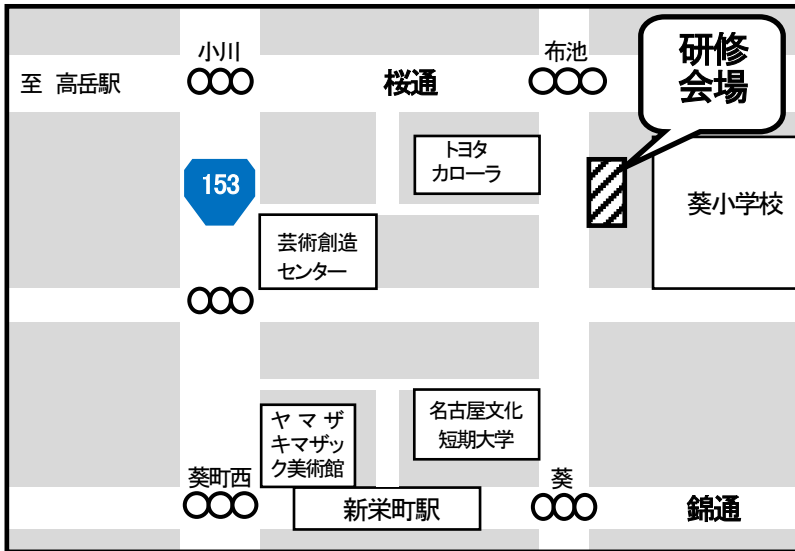 小川
布池
研修
会場
至 高岳駅
桜通
トヨタ
カローラ
153
葵小学校
芸術創造
センター
ヤマザ
キマザッ
ク美術館
名古屋文化
短期大学
葵町西
新栄町駅
葵
錦通